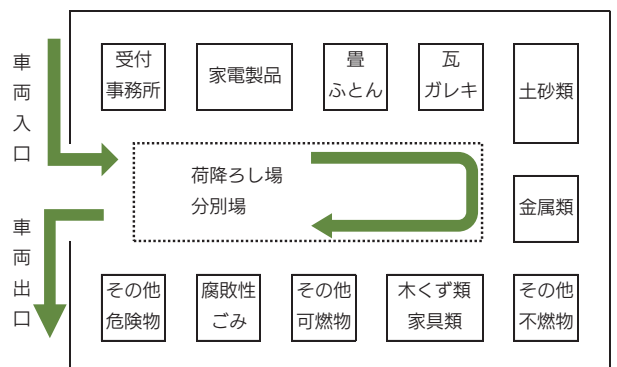 車両入口
受付
事務所
家電製品
畳
ふとん
瓦
ガレキ
土砂類
荷降ろし場
分別場
金属類
車両出口
その他
危険物
腐敗性
ごみ
その他
可燃物
木くず類
家具類
その他
不燃物